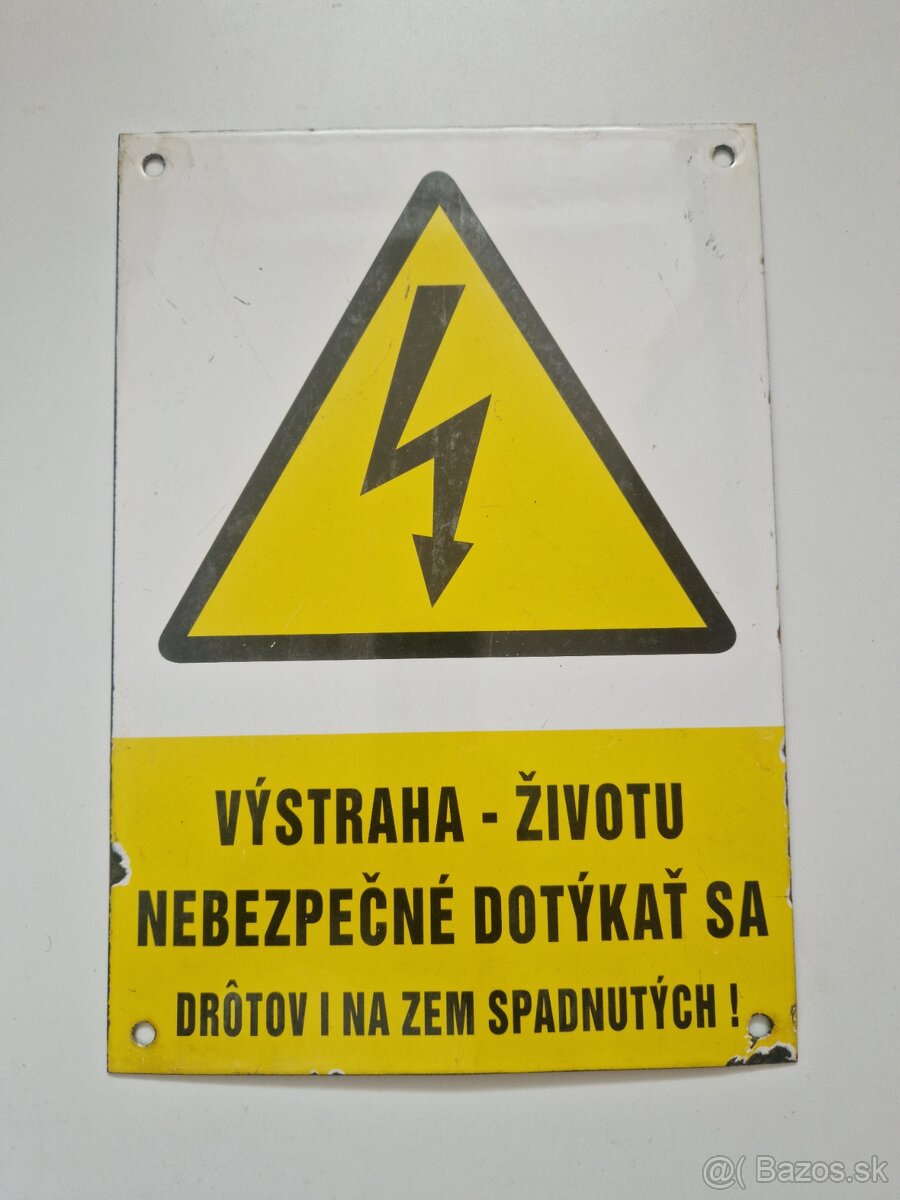 VÝSTRAHA - ŽIVOTU
NEBEZPEČNÉ DOTÝKAŤ SA
DRÔTOV I NA ZEM SPADNUTÝCH !
@( Bazos.sk